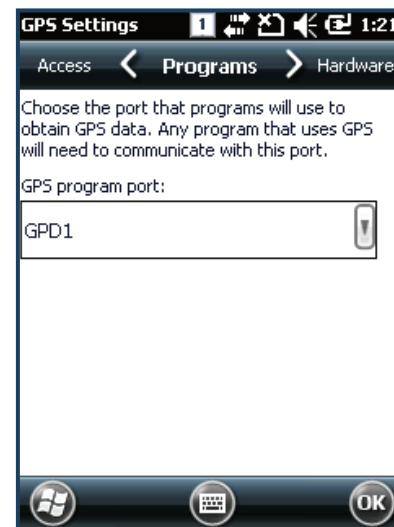 GPS Settings 1 1:21
Access Programs Hardware
Choose the port that programs will use to
obtain GPS data. Any program that uses GPS
will need to communicate with this port.
GPS program port:
GPD1
OK